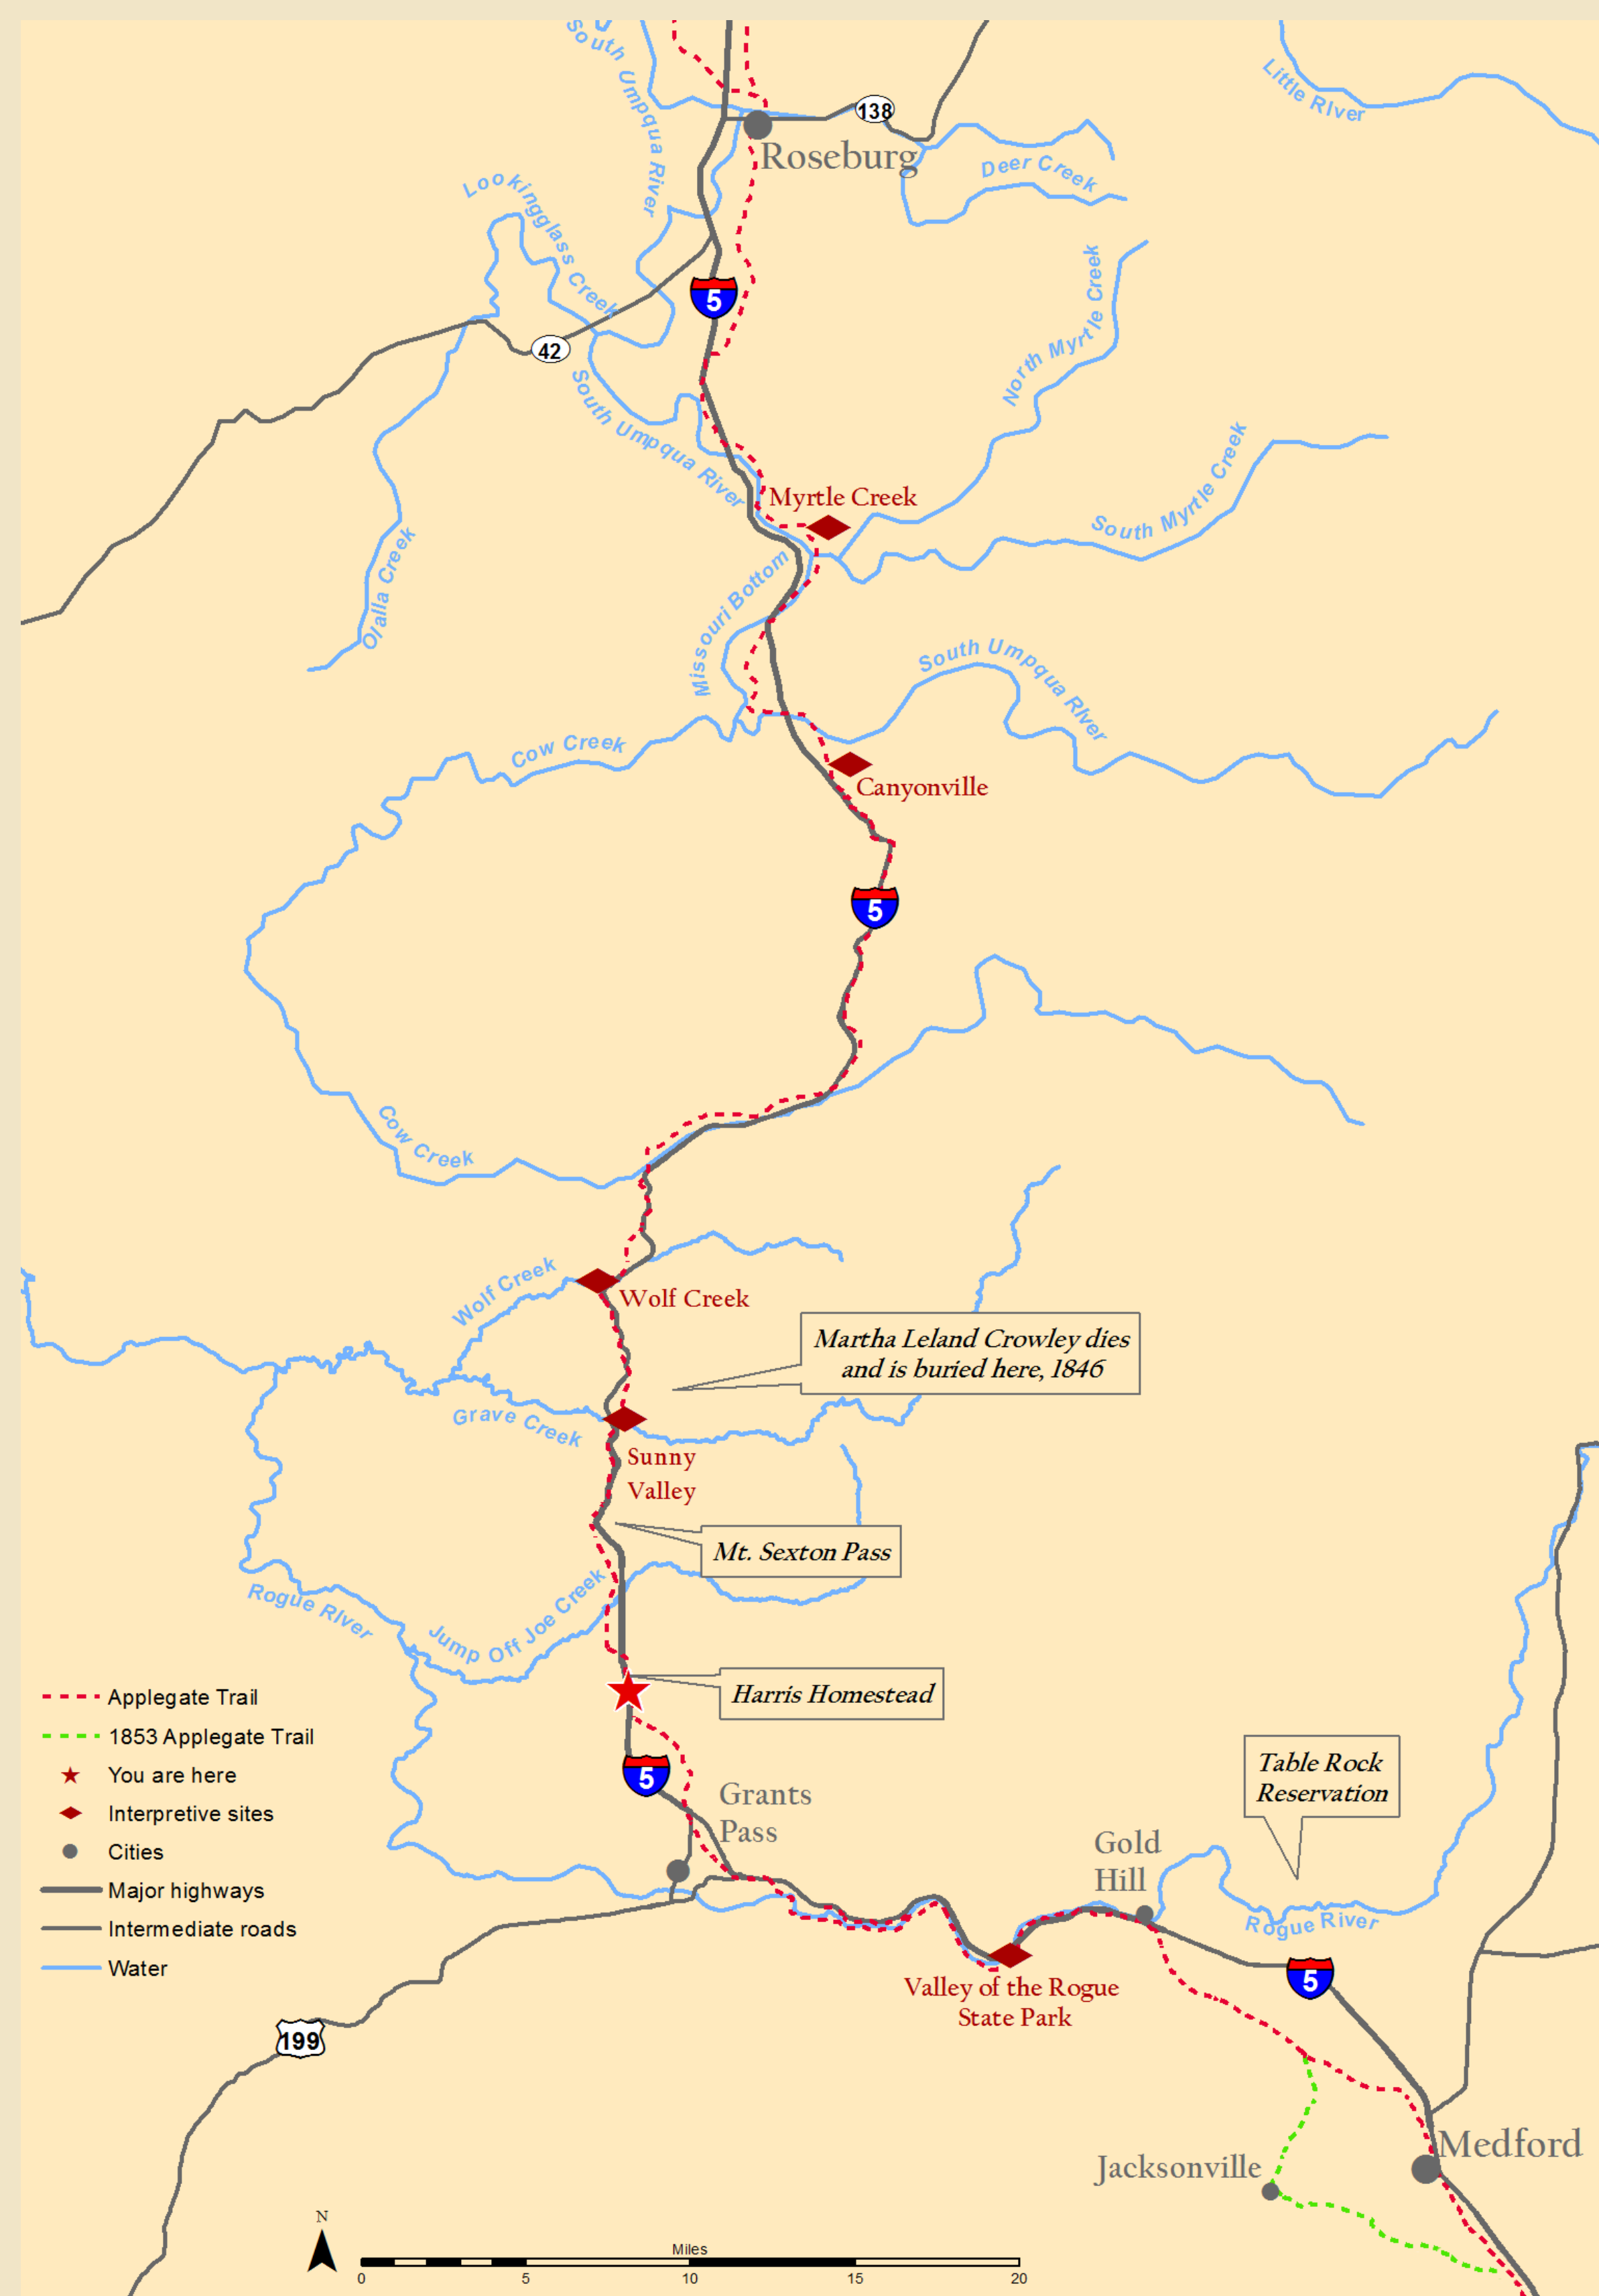 South Umpqua River
Little RIver
138
Roseburg
Deer Creek
Lookingglass Creek
North Myrtle Creek
5
42
South Umpqua River
South Myrtle Creek
Myrtle Creek
Olalla Creek
Missouri Bottom
South Umpqua RIver
Cow Creek
Canyonville
5
Cow Creek
Wolf Creek
Wolf Creek
Martha Leland Crowley dies
and is buried here, 1846
Grave Creek
Sunny
Valley
Mt. Sexton Pass
Rogue RIver
Jump Off Joe Creek
Harris Homestead
Applegate Trail
1853 Applegate Trail
You are here
Interpretive sites
Cities
Major highways
Intermediate roads
Water
5
Grants
Pass
Table Rock
Reservation
Gold
Hill
Rogue River
5
Valley of the Rogue
State Park
199
Medford
Jacksonville
N
Miles
0 5 10 15 20